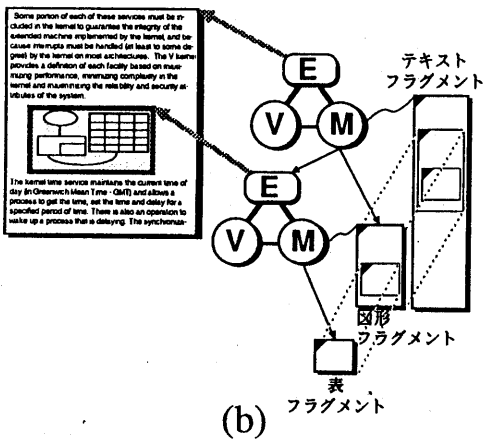 Some portion of each of these services must be in-
cluded in the kernel to guarantee the integrity of the
extended machine implemented by the kernel, and be-
cause interrupts must be handled (at least to some de-
gree) by the kernel on most architectures. The V kernel
provides a definition of each facility based on maxi-
mizing performance, minimizing complexity in the
kernel and maximizing the reliability and security at-
tributes of the system.
The kernel time service maintains the current time of
day (in Greenwich Mean Time - GMT) and allows a
process to get the time, set the time and delay for a
specified period of time. There is also an operation to
wake up a process that is delaying. The synchroniza-
E
V
M
テキスト
フラグメント
E
V
M
図形
フラグメント
表
フラグメント
(b)